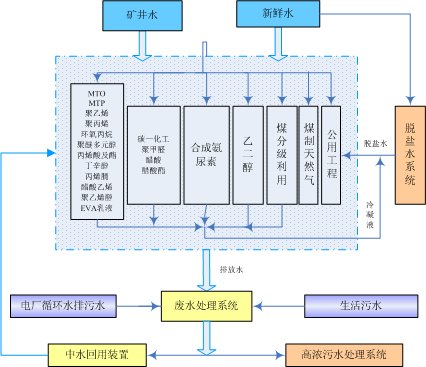 矿井水
新鲜水
MTO
MTP
聚乙烯
聚丙烯
环氧丙烷
聚醚多元醇
丙烯酸及酯
丁辛醇
丙烯腈
醋酸乙烯
聚乙烯醇
EVA乳液
碳一化工
聚甲醛
醋酸
醋酸酯
合成氨
尿素
乙二醇
煤分级利用
煤制天然气
公用工程
脱盐水
脱盐水系统
冷凝液
排放水
电厂循环水排污水
废水处理系统
生活污水
中水回用装置
高浓污水处理系统